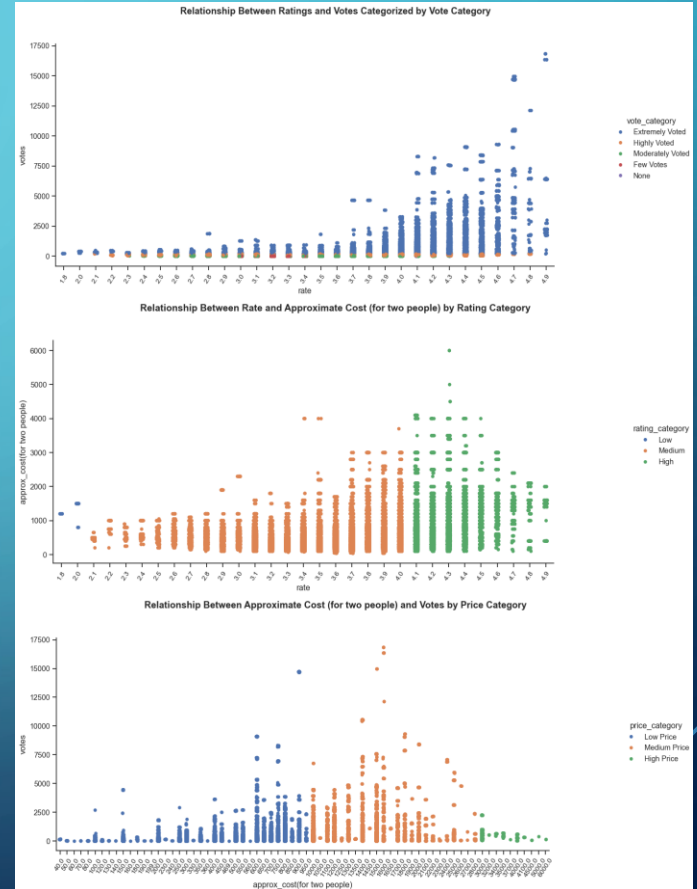 Relationship Between Ratings and Votes Categorized by Vote Category
17500
15000
12500
10000
7500
5000
2500
0
votes
vote_category
Extremely Voted
Highly Voted
Moderately Voted
Few Votes
None
1.8 2.0 2.1 2.2 2.3 2.4 2.5 2.6 2.7 2.8 2.9 3.0 3.1 3.2 3.3 3.4 3.5 3.6 3.7 3.8 3.9 4.0 4.1 4.2 4.3 4.4 4.5 4.6 4.7 4.8 4.9
rate
Relationship Between Rate and Approximate Cost (for two people) by Rating Category
6000
5000
4000
3000
2000
1000
0
approx_cost(for two people)
rating_category
Low
Medium
High
1.8 2.0 2.1 2.2 2.3 2.4 2.5 2.6 2.7 2.8 2.9 3.0 3.1 3.2 3.3 3.4 3.5 3.6 3.7 3.8 3.9 4.0 4.1 4.2 4.3 4.4 4.5 4.6 4.7 4.8 4.9
rate
Relationship Between Approximate Cost (for two people) and Votes by Price Category
17500
15000
12500
10000
7500
5000
2500
0
votes
price_category
Low Price
Medium Price
High Price
approx_cost(for two people)